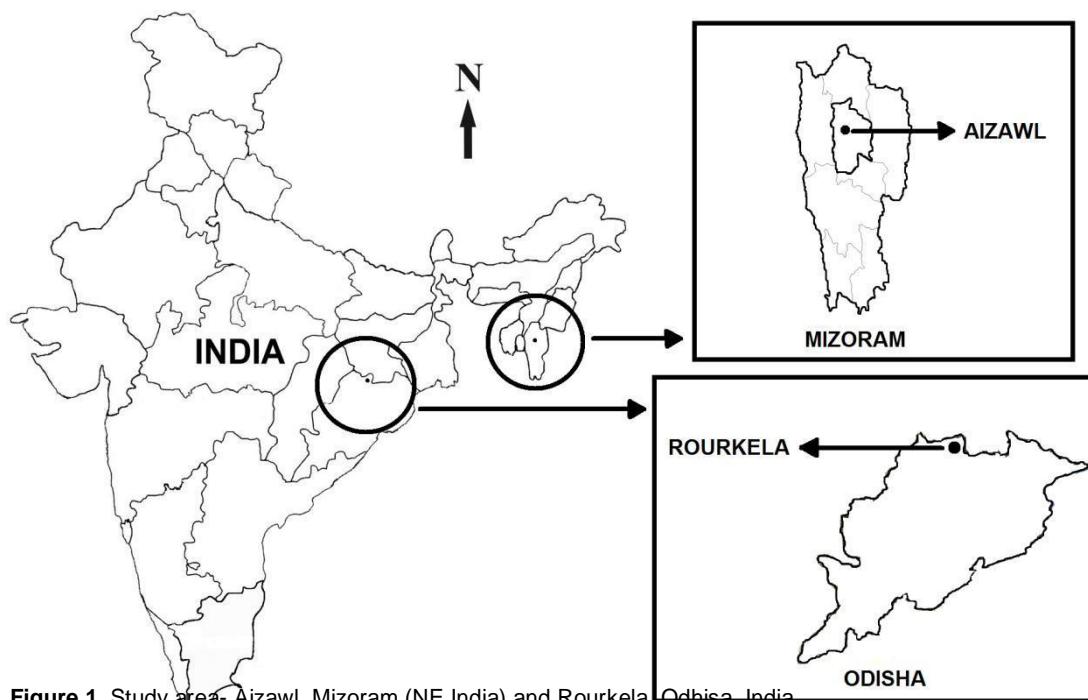 N
INDIA
AIZAWL
MIZORAM
ROURKELA
ODISHA
Figure 1. Study area- Aizawl, Mizoram (NE India) and Rourkela, Odhisa, India